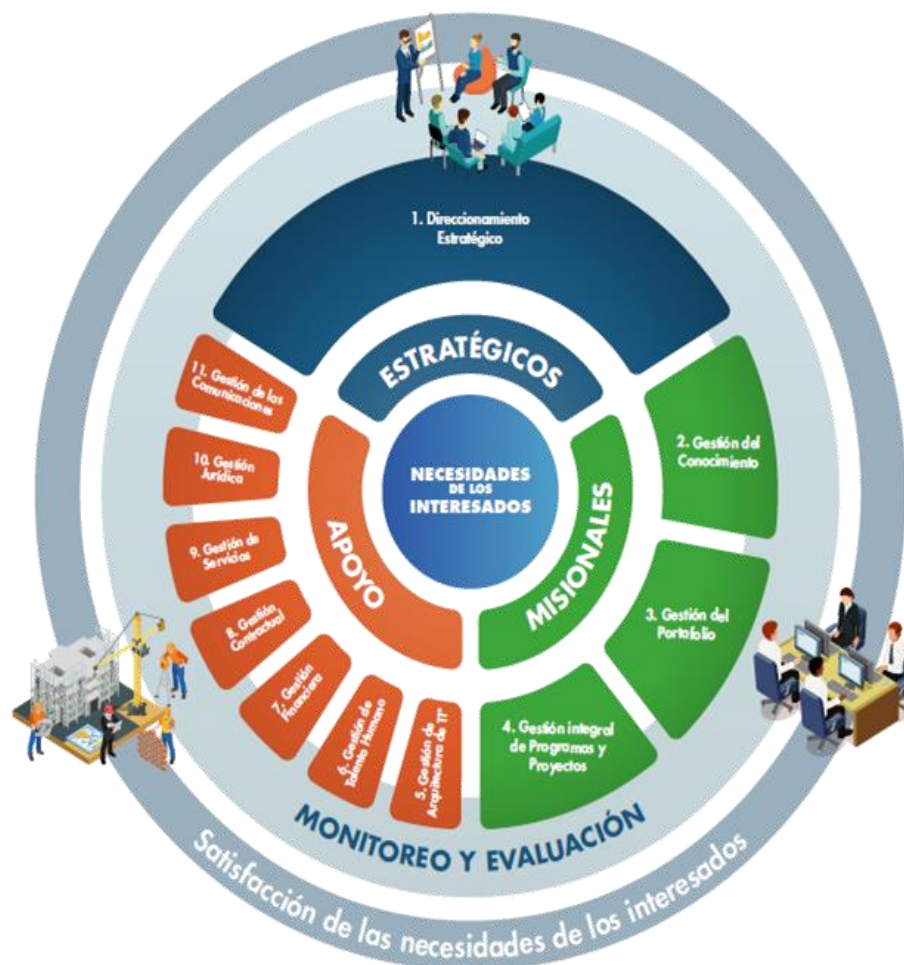 1. Direccionamiento
Estratégico
ESTRATÉGICOS
NECESIDADES
DE LOS
INTERESADOS
MISIONALES
APOYO
2. Gestión del
Conocimiento
3. Gestión del
Portafolio
4. Gestión integral
de Programas y
Proyectos
5. Gestión de
Arquitectura de TI*
6. Gestión de
Talento Humano
7. Gestión
Financiera
8. Gestión
Contractual
9. Gestión de
Servicios
10. Gestión
Jurídica
11. Gestión de las
Comunicaciones
MONITOREO Y EVALUACIÓN
Satisfacción de las necesidades de los interesados